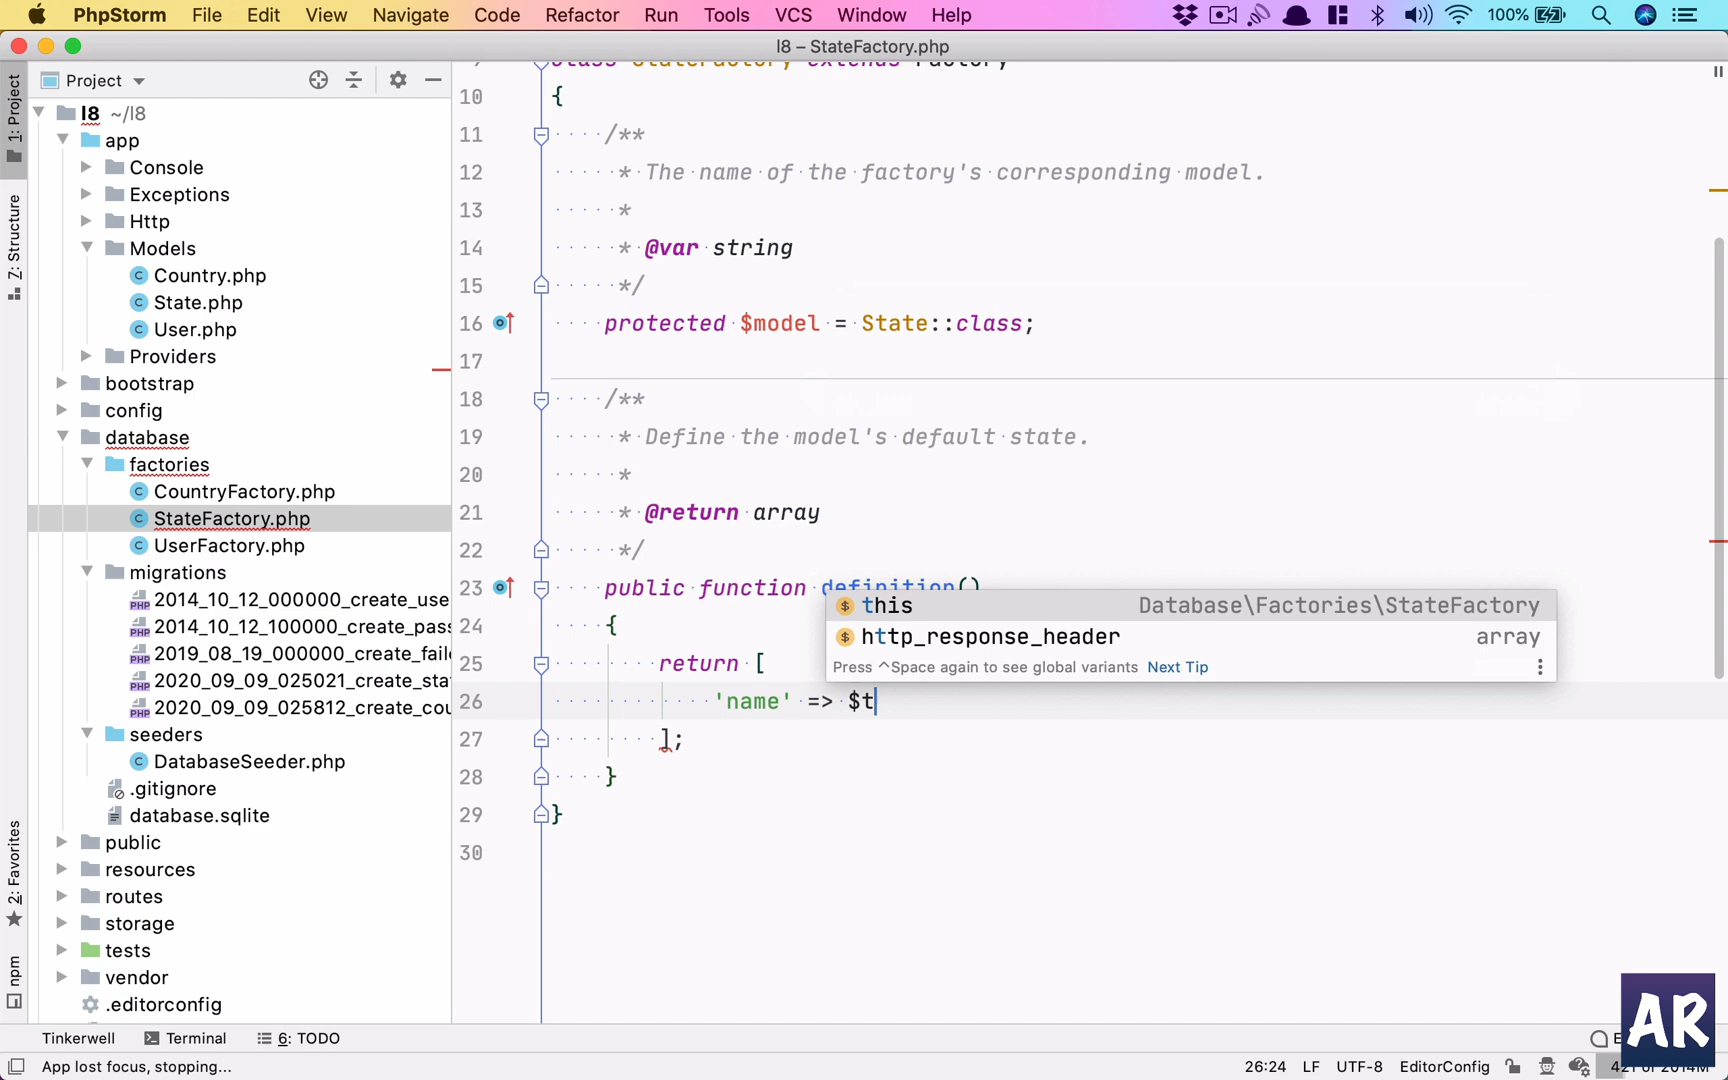 PhpStorm File Edit View Navigate Code Refactor Run Tools VCS Window Help 100%
l8 – StateFactory.php
1: Project
7: Structure
2: Favorites
npm
Project
l8 ~/l8
app
Console
Exceptions
Http
Models
Country.php
State.php
User.php
Providers
bootstrap
config
database
factories
CountryFactory.php
StateFactory.php
UserFactory.php
migrations
2014_10_12_000000_create_use
2014_10_12_100000_create_pas
2019_08_19_000000_create_faile
2020_09_09_025021_create_sta
2020_09_09_025812_create_cou
seeders
DatabaseSeeder.php
.gitignore
database.sqlite
public
resources
routes
storage
tests
vendor
.editorconfig
class StateFactory extends Factory
10 {
11 /**
12 * The name of the factory's corresponding model.
13 *
14 * @var string
15 */
16 protected $model = State::class;
17
18 /**
19 * Define the model's default state.
20 *
21 * @return array
22 */
23 public function definition()
24 {
25 return [
26 'name' => $t
27 ];
28 }
29 }
30
this Database\Factories\StateFactory
http_response_header array
Press ^Space again to see global variants Next Tip
Tinkerwell Terminal 6: TODO
App lost focus, stopping... 26:24 LF UTF-8 EditorConfig
AR